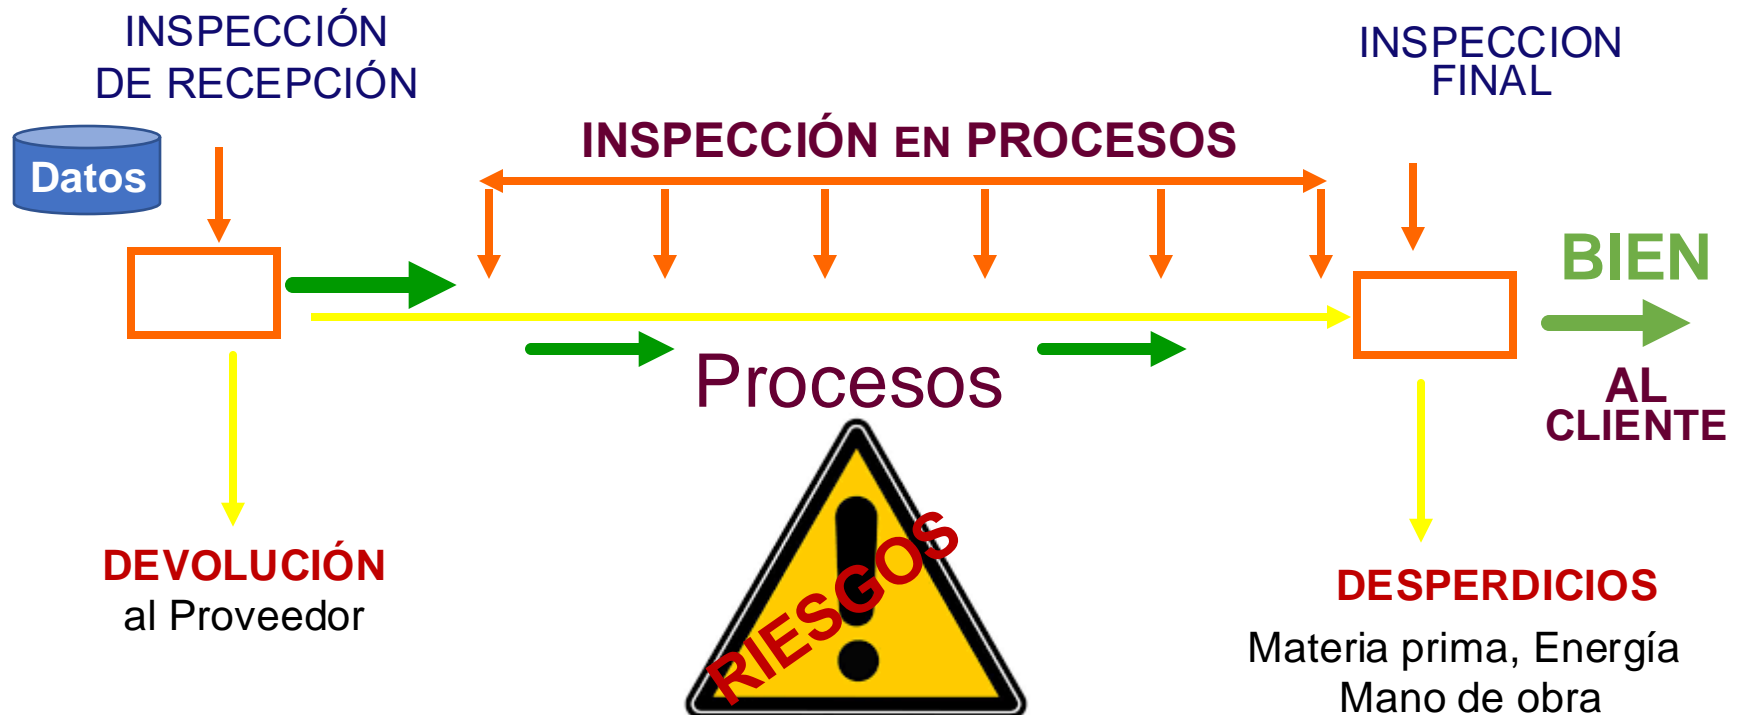 INSPECCIÓN
DE RECEPCIÓN
INSPECCION
FINAL
INSPECCIÓN EN PROCESOS
Datos
BIEN
AL
CLIENTE
Procesos
RIESGOS
DEVOLUCIÓN
al Proveedor
DESPERDICIOS
Materia prima, Energía
Mano de obra